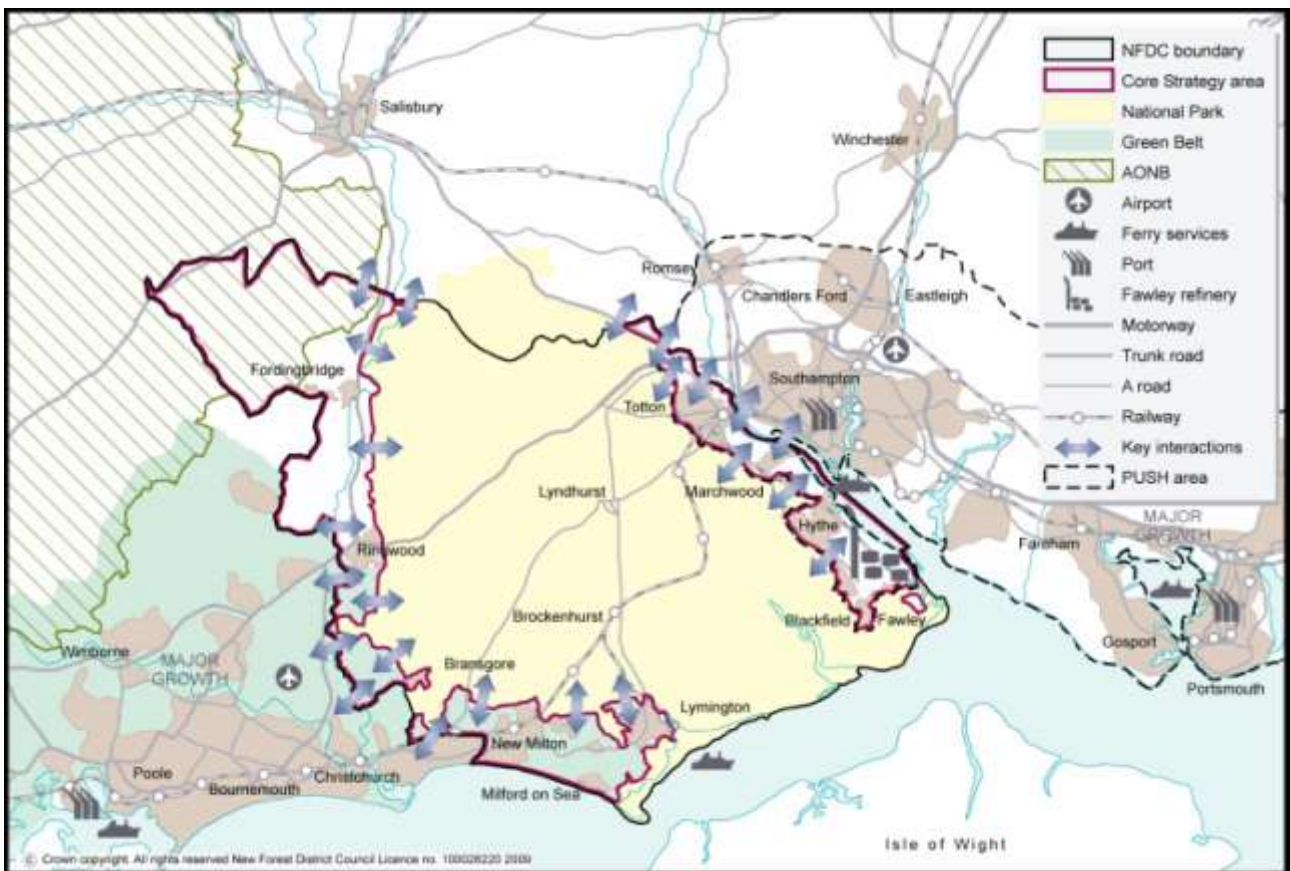 NFDC boundary
Core Strategy area
National Park
Green Belt
AONB
Airport
Ferry services
Port
Fawley refinery
Motorway
Trunk road
A road
Railway
Key interactions
PUSH area
Salisbury
Winchester
Romsey
Chandlers Ford
Eastleigh
Fordingbridge
Southampton
Totton
Lyndhurst
Marchwood
Hythe
MAJOR
GROWTH
Fareham
Ringwood
Brockenhurst
Blackfield
Fawley
Gosport
Wimborne
MAJOR
GROWTH
Bransgore
Portsmouth
Lymington
New Milton
Poole
Christchurch
Bournemouth
Milford on Sea
Isle of Wight
© Crown copyright. All rights reserved New Forest District Council Licence no. 100026220 2009